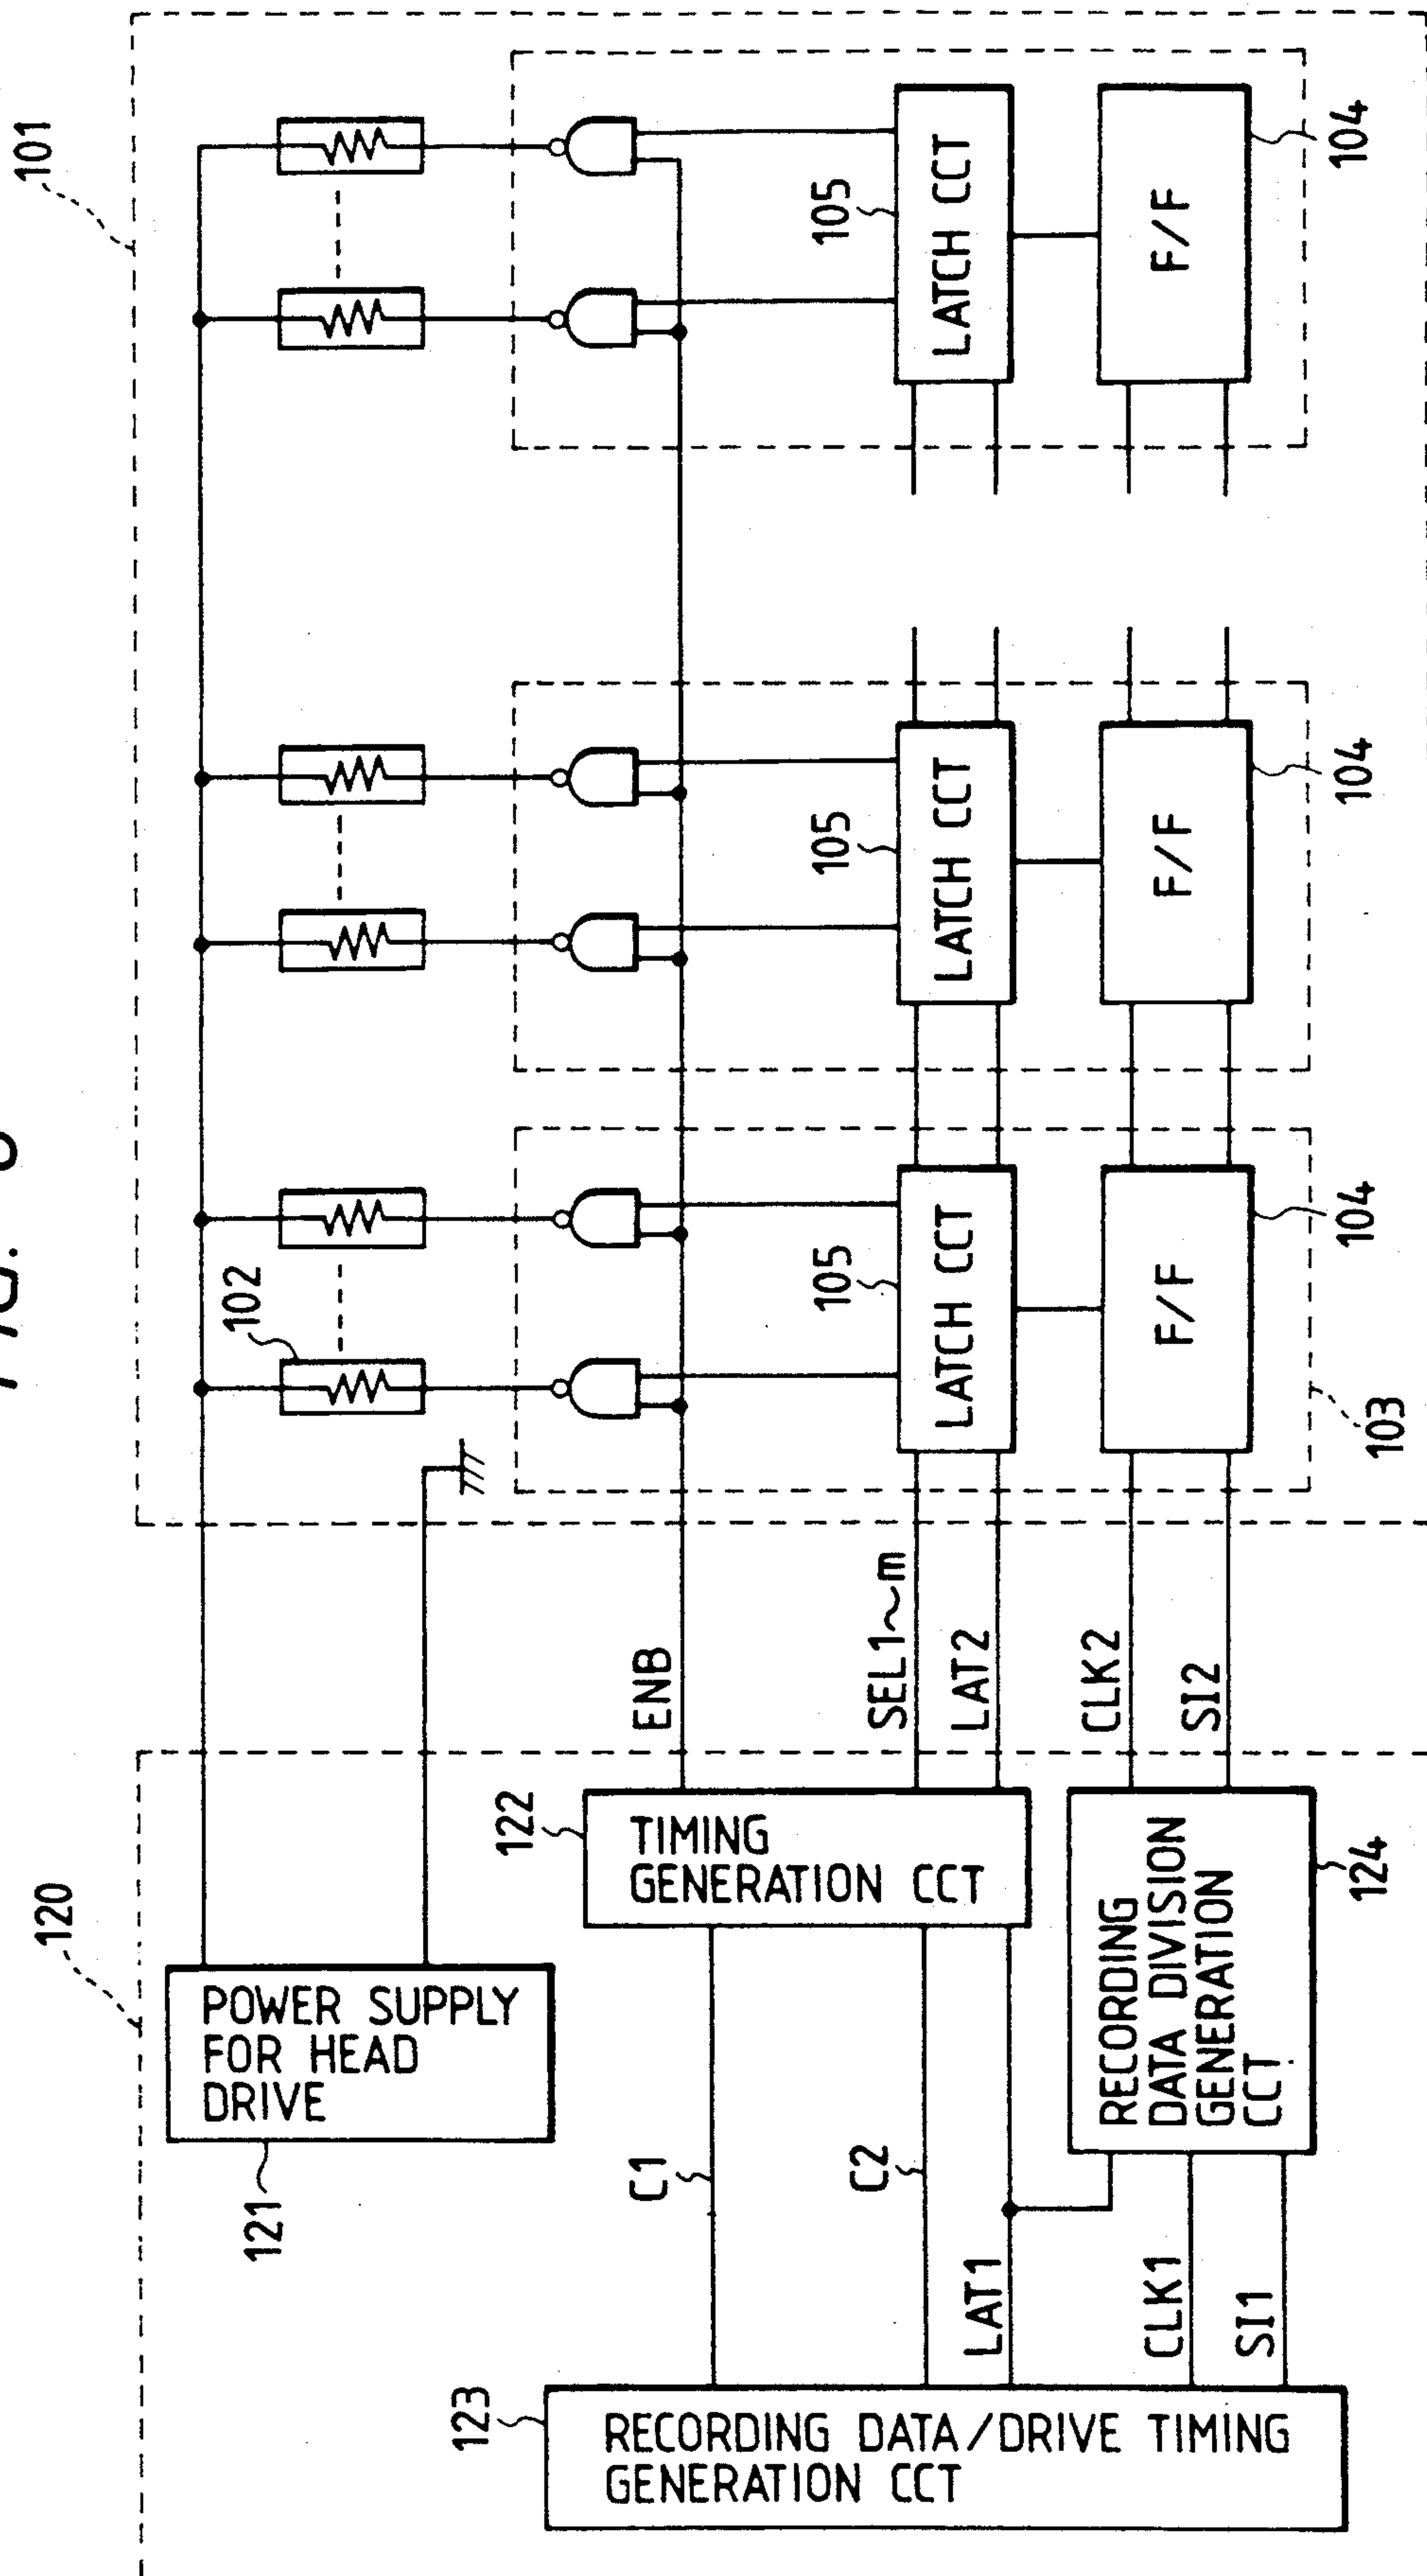 101
105
LATCH CCT
F/F
104
105
LATCH CCT
F/F
104
102
105
LATCH CCT
F/F
104
103
ENB
SEL1~m
LAT2
CLK2
SI2
120
POWER SUPPLY
FOR HEAD
DRIVE
121
122
TIMING
GENERATION CCT
RECORDING
DATA DIVISION
GENERATION
CCT
124
C1
C2
LAT1
CLK1
SI1
123
RECORDING DATA/DRIVE TIMING
GENERATION CCT